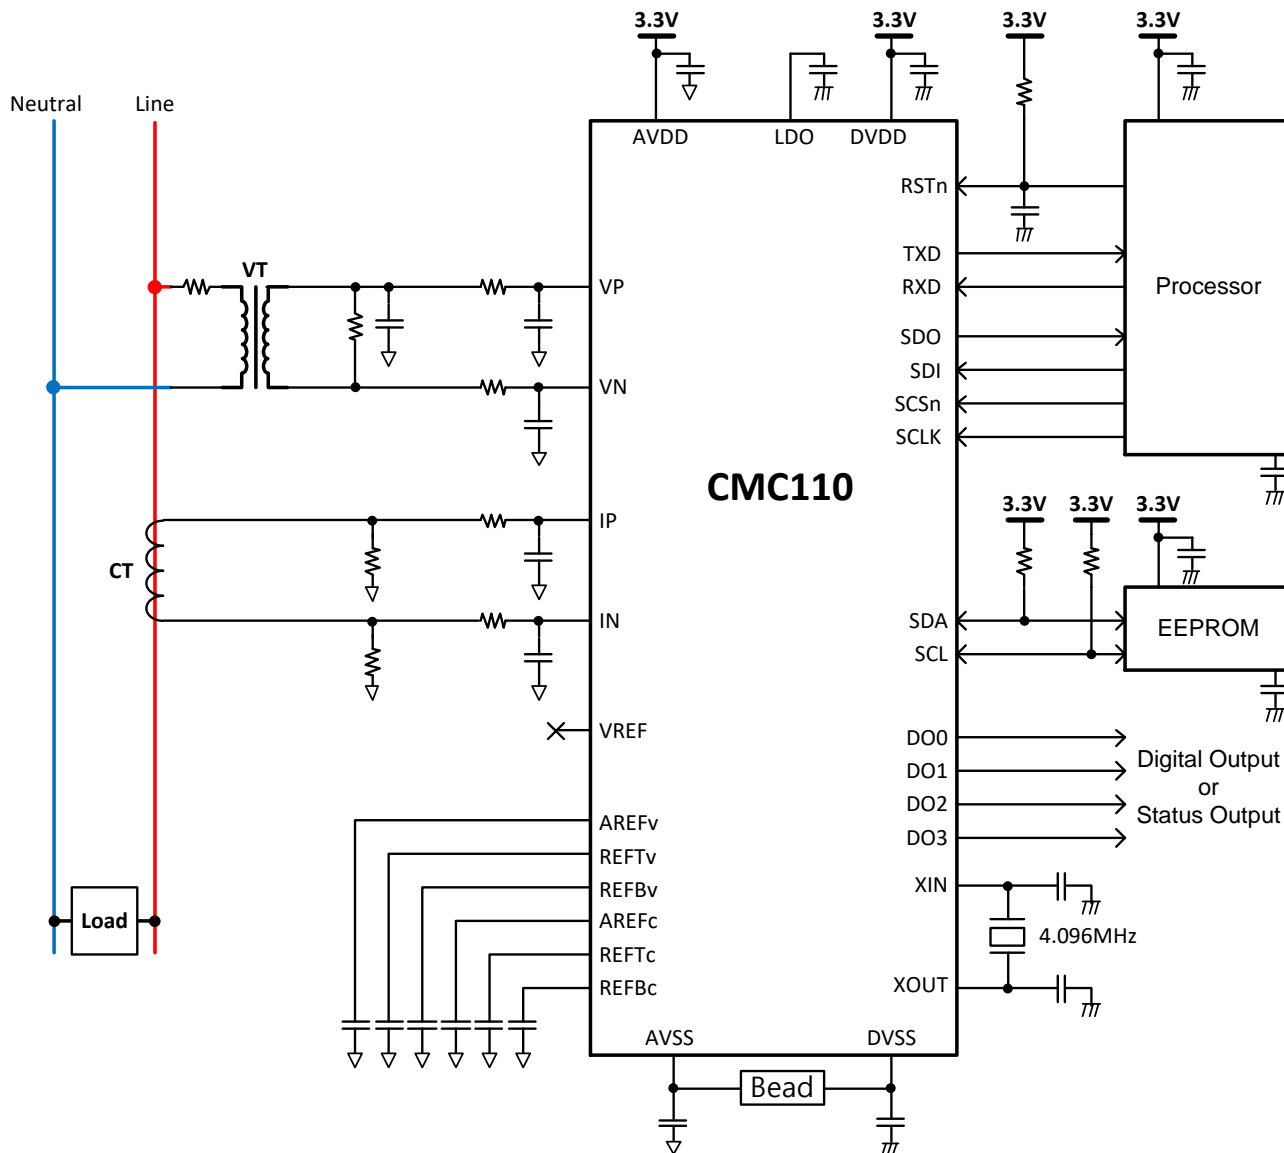 3.3V
3.3V
3.3V
3.3V
Neutral
Line
AVDD
LDO
DVDD
RSTn
TXD
RXD
SDO
SDI
SCSn
SCLK
Processor
VT
VP
VN
CMC110
IP
CT
IN
3.3V
3.3V
3.3V
SDA
SCL
EEPROM
VREF
DO0
DO1
DO2
DO3
Digital Output
or
Status Output
AREFv
REFTv
REFBv
AREFc
REFTc
REFBc
XIN
4.096MHz
XOUT
Load
AVSS
DVSS
Bead